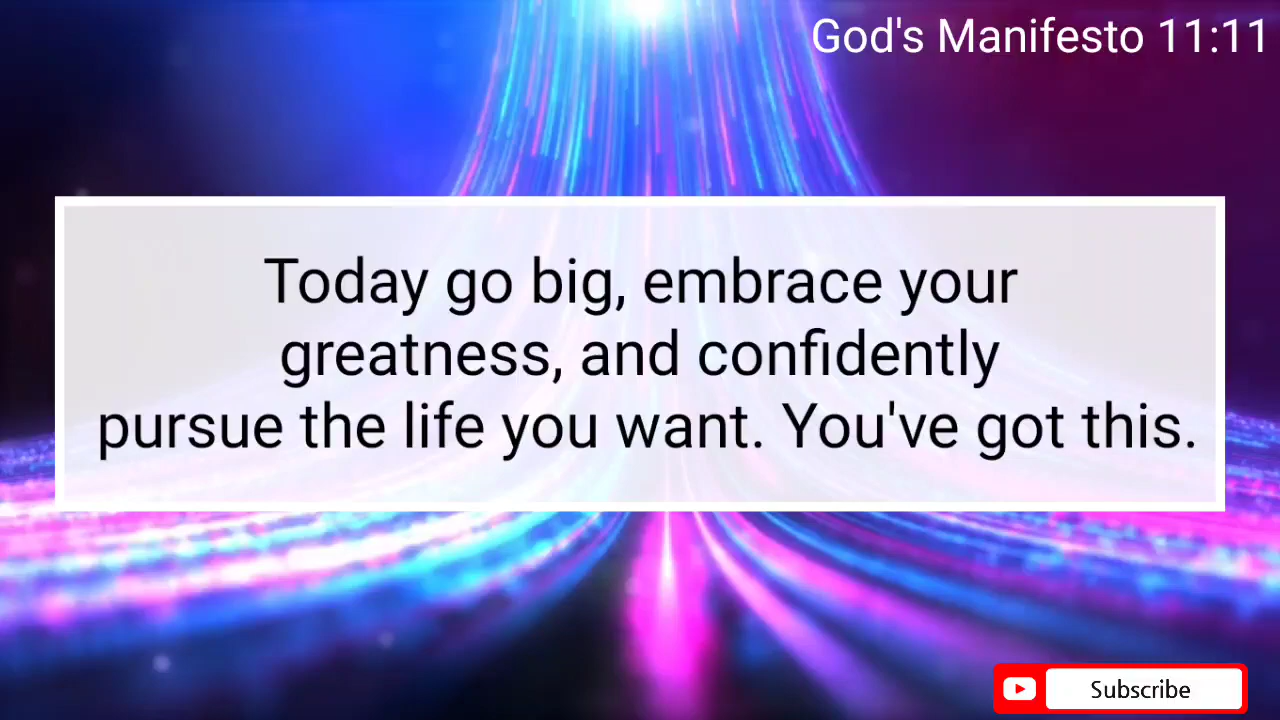 God's Manifesto 11:11
Today go big, embrace your
greatness, and confidently
pursue the life you want. You've got this.
Subscribe